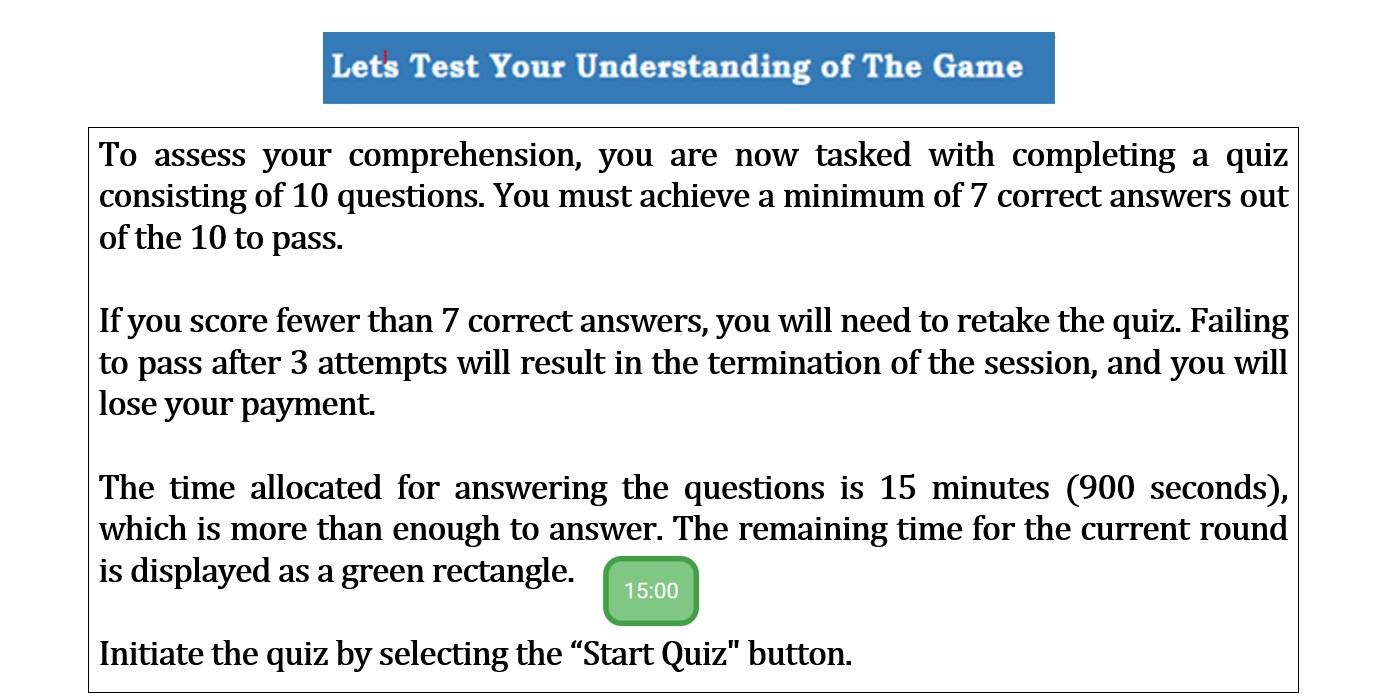 Let's Test Your Understanding of The Game
To assess your comprehension, you are now tasked with completing a quiz
consisting of 10 questions. You must achieve a minimum of 7 correct answers out
of the 10 to pass.
If you score fewer than 7 correct answers, you will need to retake the quiz. Failing
to pass after 3 attempts will result in the termination of the session, and you will
lose your payment.
The time allocated for answering the questions is 15 minutes (900 seconds),
which is more than enough to answer. The remaining time for the current round
is displayed as a green rectangle.
15:00
Initiate the quiz by selecting the “Start Quiz" button.